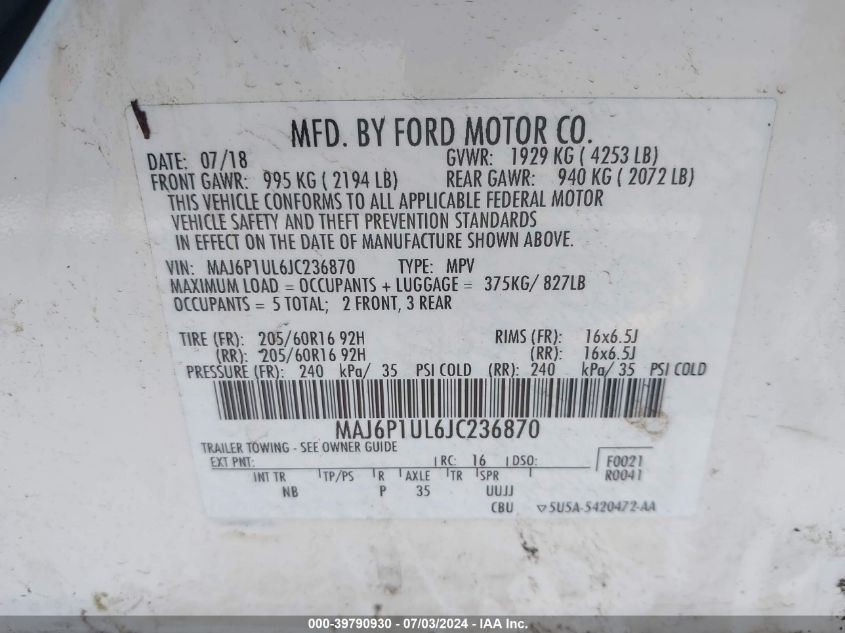 MFD. BY FORD MOTOR CO.
DATE: 07/18 GVWR: 1929 KG ( 4253 LB)
FRONT GAWR: 995 KG ( 2194 LB) REAR GAWR: 940 KG ( 2072 LB)
THIS VEHICLE CONFORMS TO ALL APPLICABLE FEDERAL MOTOR
VEHICLE SAFETY AND THEFT PREVENTION STANDARDS
IN EFFECT ON THE DATE OF MANUFACTURE SHOWN ABOVE.
VIN: MAJ6P1UL6JC236870 TYPE: MPV
MAXIMUM LOAD = OCCUPANTS + LUGGAGE = 375KG/ 827LB
OCCUPANTS = 5 TOTAL; 2 FRONT, 3 REAR
TIRE (FR): 205/60R16 92H RIMS (FR): 16x6.5J
(RR): 205/60R16 92H (RR): 16x6.5J
PRESSURE (FR): 240 kPa/ 35 PSI COLD (RR): 240 kPa/ 35 PSI COLD
MAJ6P1UL6JC236870
TRAILER TOWING - SEE OWNER GUIDE
EXT PNT: RC: 16 DSO: F0021
R0041
INT TR TP/PS R AXLE TR SPR
NB P 35 UUJJ
CBU ▽5U5A-5420472-AA
000-39790930 - 07/03/2024 - IAA Inc.